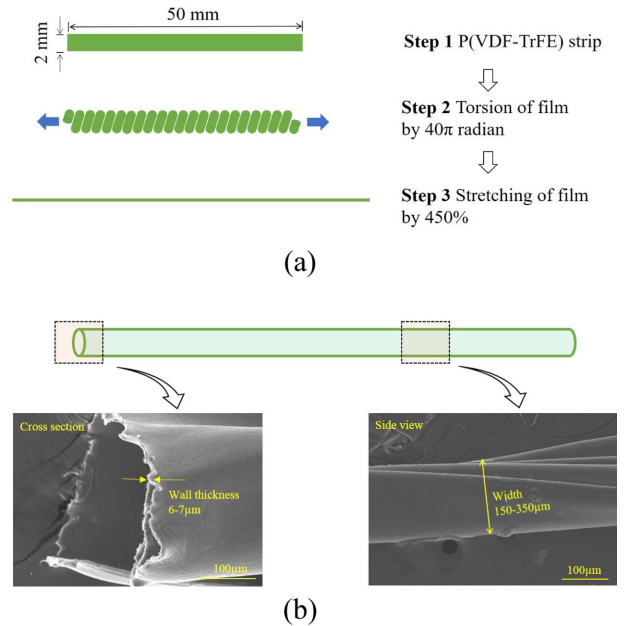 50 mm
2 mm
Step 1 P(VDF-TrFE) strip
Step 2 Torsion of film
by 40π radian
Step 3 Stretching of film
by 450%
(a)
Cross section
Wall thickness
6-7μm
100μm
Side view
Width
150-350μm
100μm
(b)